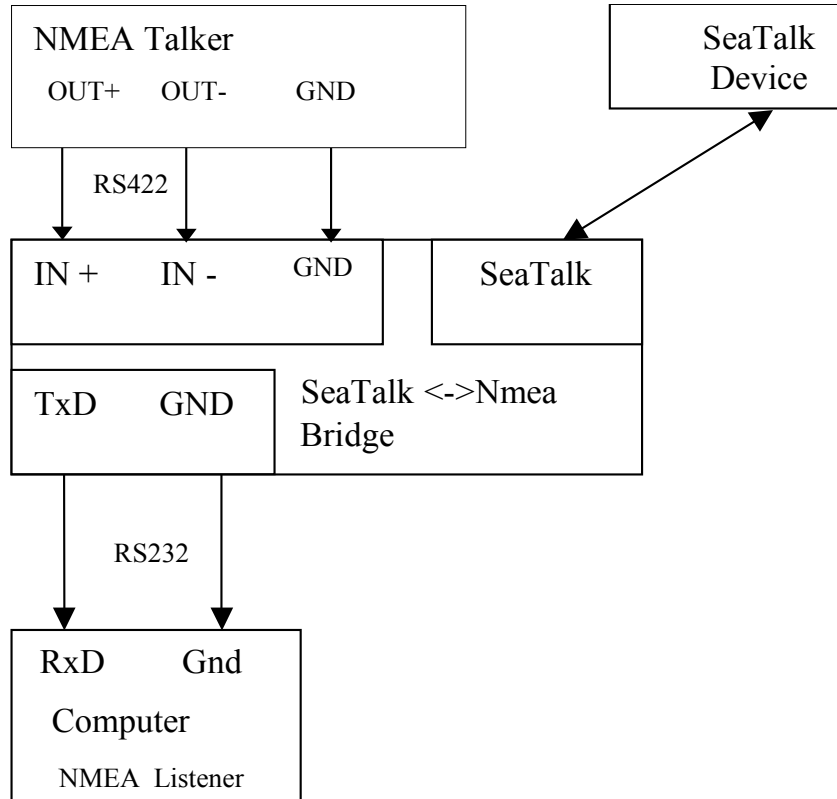 NMEA Talker
OUT+ OUT- GND
SeaTalk
Device
RS422
IN + IN - GND
SeaTalk
TxD GND
SeaTalk <->Nmea
Bridge
RS232
RxD Gnd
Computer
NMEA Listener